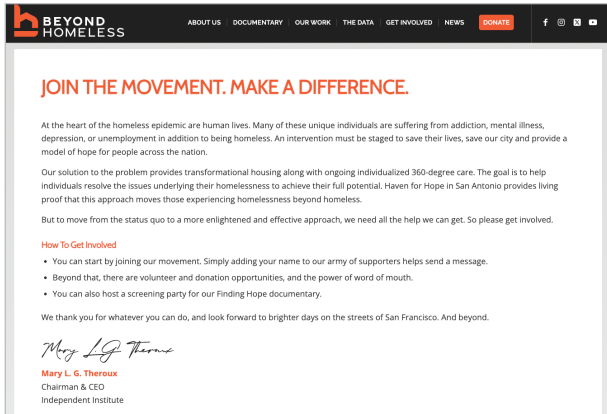 BEYOND
HOMELESS
ABOUT US
DOCUMENTARY
OUR WORK
THE DATA
GET INVOLVED
NEWS
DONATE
JOIN THE MOVEMENT. MAKE A DIFFERENCE.
At the heart of the homeless epidemic are human lives. Many of these unique individuals are suffering from addiction, mental illness,
depression, or unemployment in addition to being homeless. An intervention must be staged to save their lives, save our city and provide a
model of hope for people across the nation.
Our solution to the problem provides transformational housing along with ongoing individualized 360-degree care. The goal is to help
individuals resolve the issues underlying their homelessness to achieve their full potential. Haven for Hope in San Antonio provides living
proof that this approach moves those experiencing homelessness beyond homeless.
But to move from the status quo to a more enlightened and effective approach, we need all the help we can get. So please get involved.
How To Get Involved
• You can start by joining our movement. Simply adding your name to our army of supporters helps send a message.
• Beyond that, there are volunteer and donation opportunities, and the power of word of mouth.
• You can also host a screening party for our Finding Hope documentary.
We thank you for whatever you can do, and look forward to brighter days on the streets of San Francisco. And beyond.
Mary L. G. Theroux
Mary L. G. Theroux
Chairman & CEO
Independent Institute